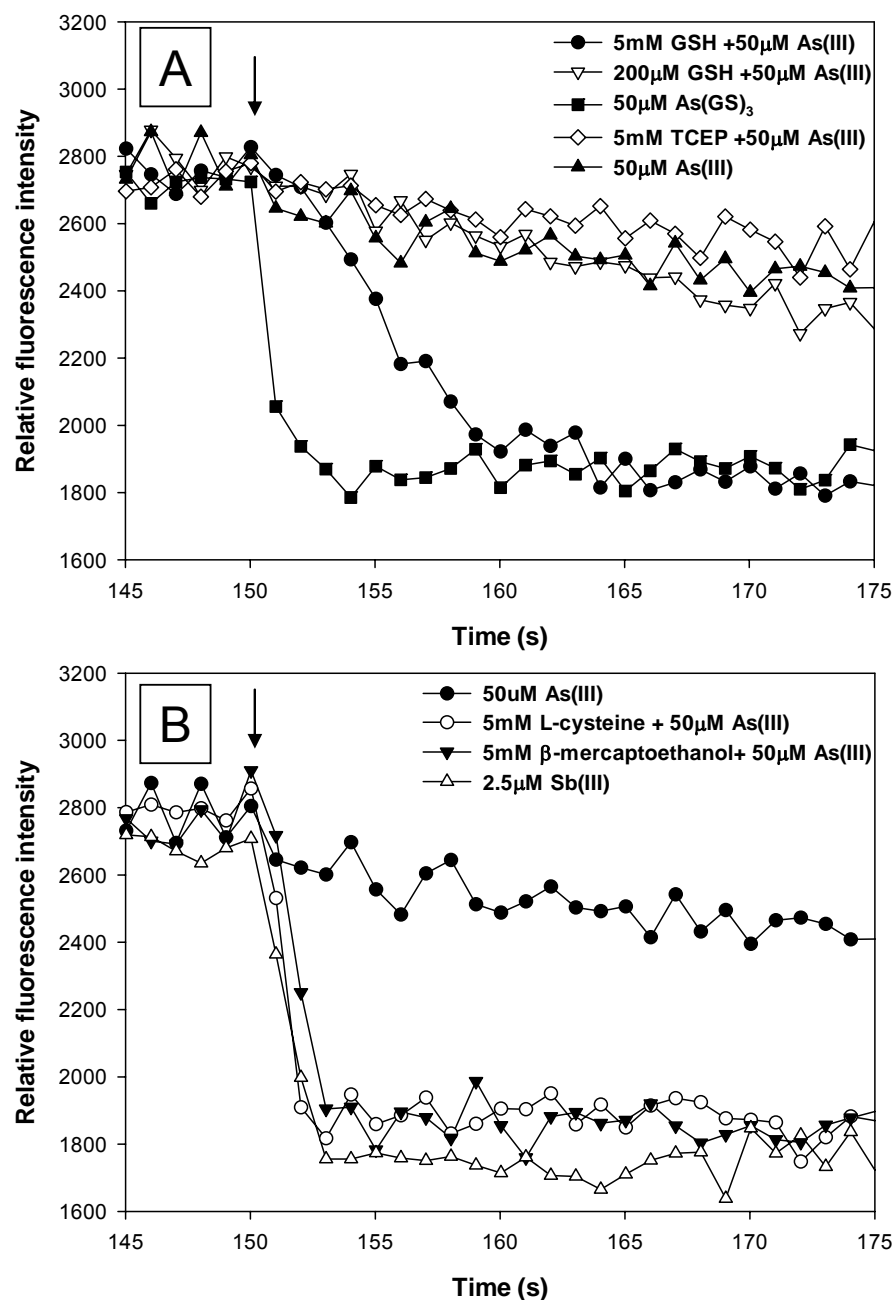 A
5mM GSH +50μM As(III)
200μM GSH +50μM As(III)
50μM As(GS)3
5mM TCEP +50μM As(III)
50μM As(III)
3200
3000
2800
2600
2400
2200
2000
1800
1600
Relative fluorescence intensity
145 150 155 160 165 170 175
Time (s)
B
50uM As(III)
5mM L-cysteine + 50μM As(III)
5mM β-mercaptoethanol+ 50μM As(III)
2.5μM Sb(III)
3200
3000
2800
2600
2400
2200
2000
1800
1600
Relative fluorescence intensity
145 150 155 160 165 170 175
Time (s)